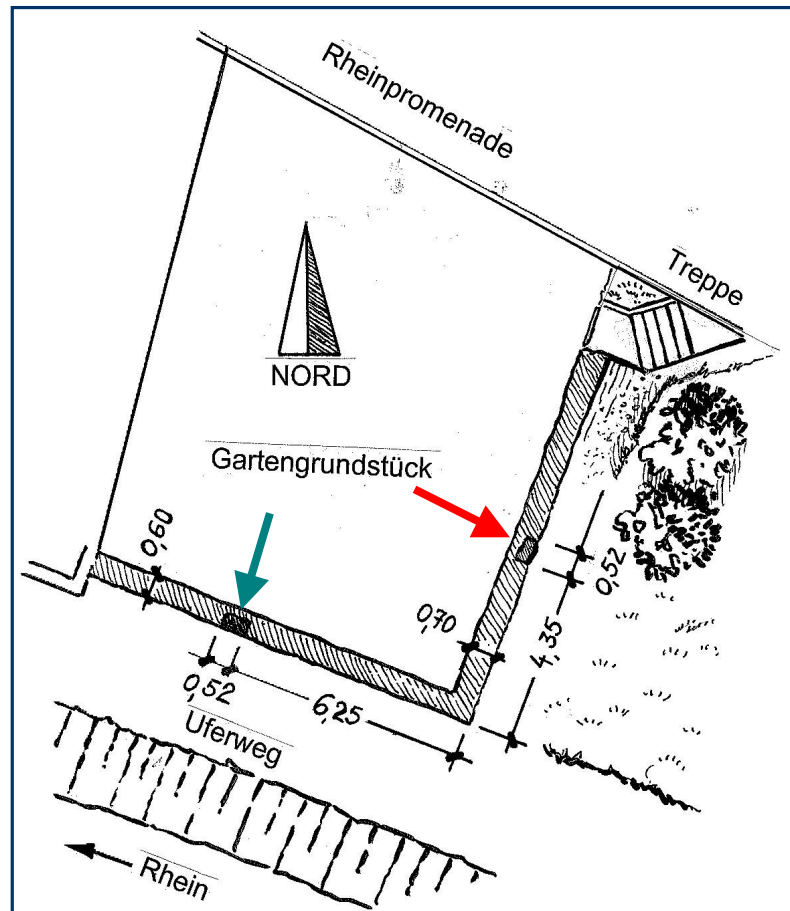 Rheinpromenade
Treppe
NORD
Gartengrundstück
0,60
0,52
0,70
4,35
0,52
6,25
Uferweg
Rhein